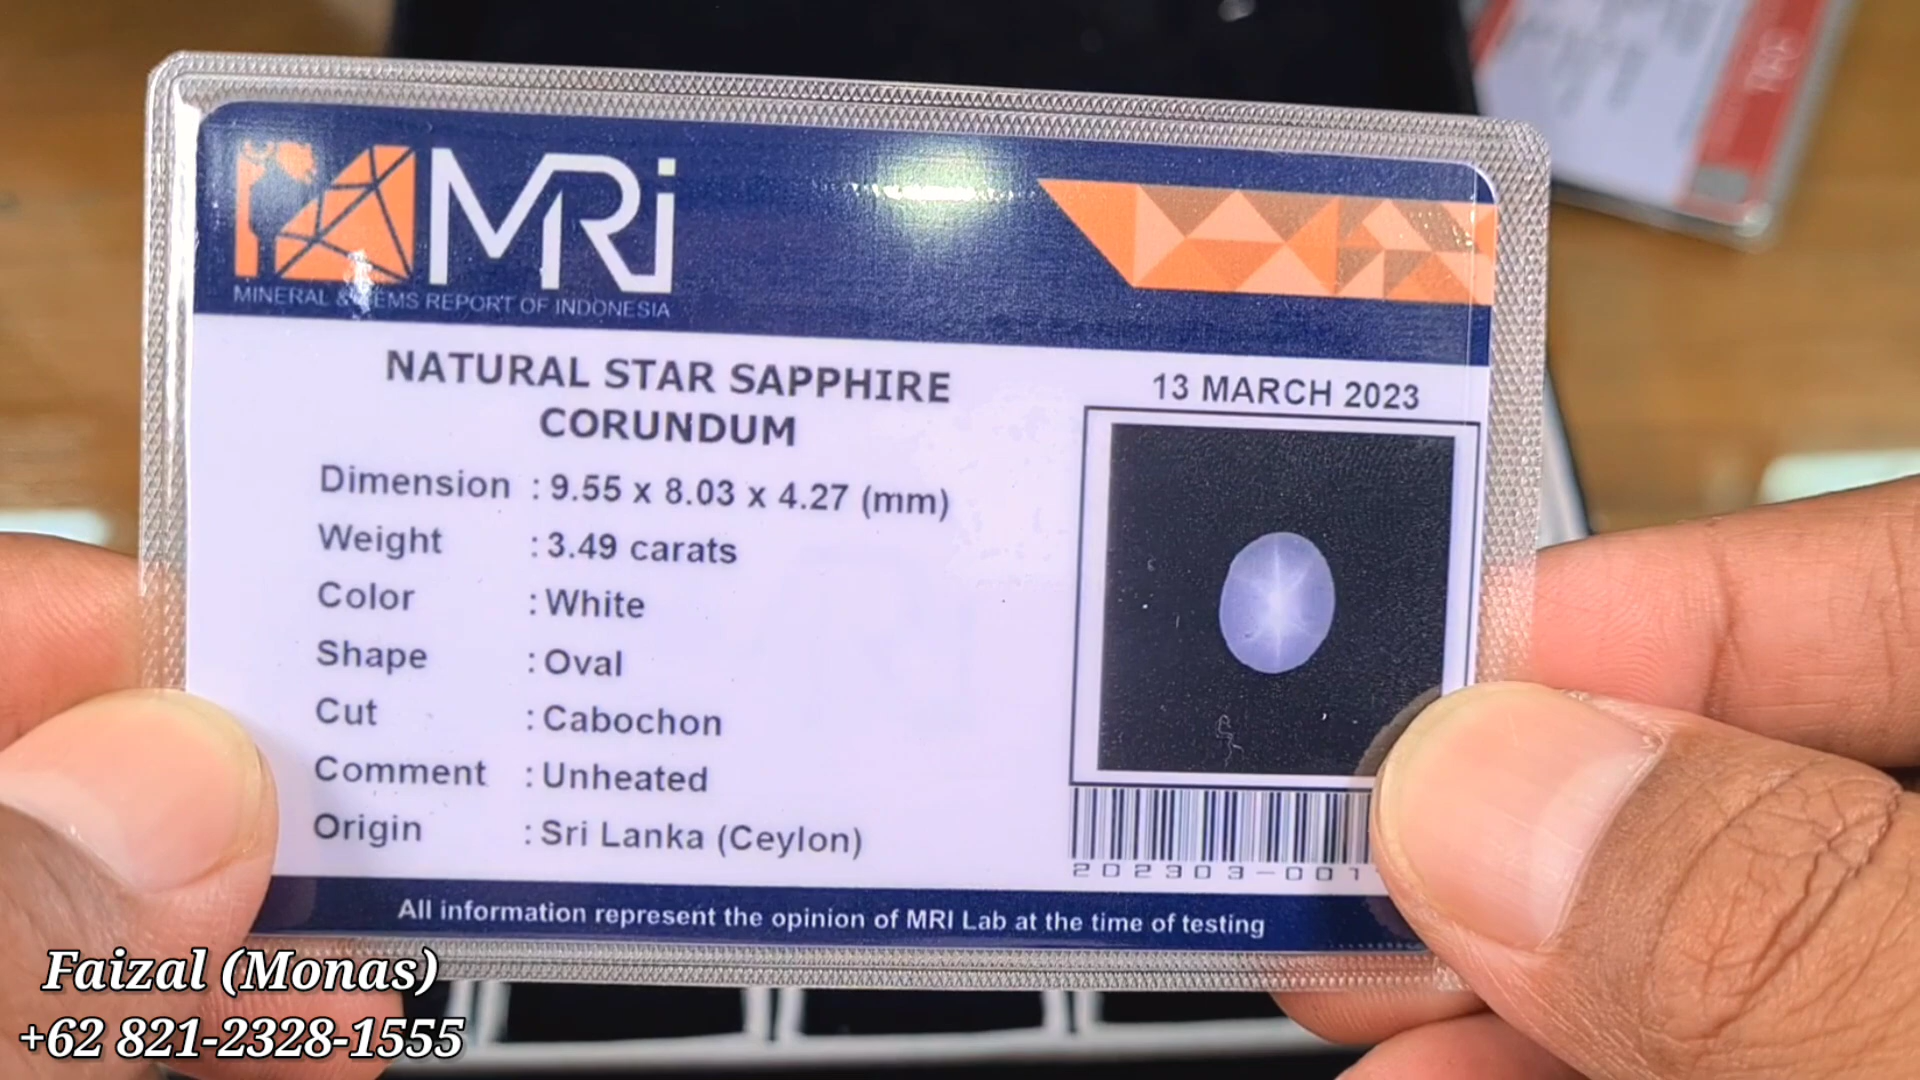 MRi
MINERAL & GEMS REPORT OF INDONESIA
NATURAL STAR SAPPHIRE
CORUNDUM
13 MARCH 2023
Dimension : 9.55 x 8.03 x 4.27 (mm)
Weight : 3.49 carats
Color : White
Shape : Oval
Cut : Cabochon
Comment : Unheated
Origin : Sri Lanka (Ceylon)
202303-001
All information represent the opinion of MRI Lab at the time of testing
Faizal (Monas)
+62 821-2328-1555